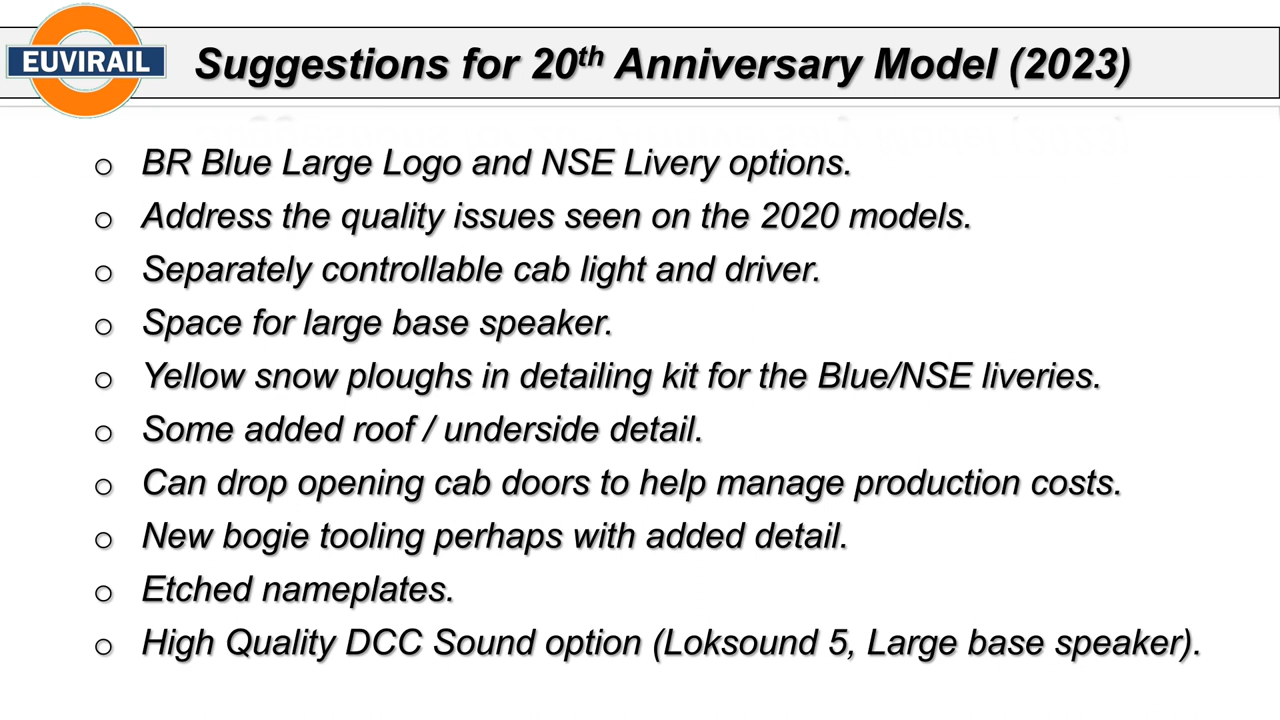 EUVIRAIL
Suggestions for 20th Anniversary Model (2023)
o BR Blue Large Logo and NSE Livery options.
o Address the quality issues seen on the 2020 models.
o Separately controllable cab light and driver.
o Space for large base speaker.
o Yellow snow ploughs in detailing kit for the Blue/NSE liveries.
o Some added roof / underside detail.
o Can drop opening cab doors to help manage production costs.
o New bogie tooling perhaps with added detail.
o Etched nameplates.
o High Quality DCC Sound option (Loksound 5, Large base speaker).